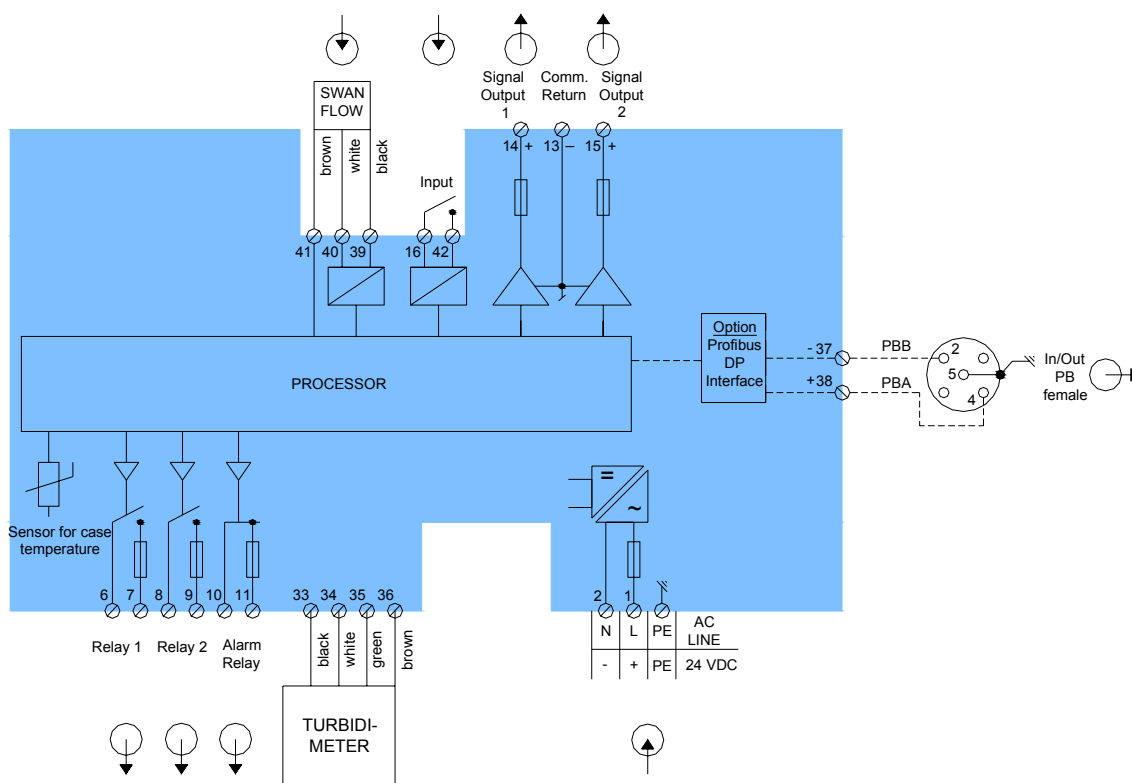 SWAN
FLOW
brown
white
black
Input
Signal
Output
1
Comm.
Return
Signal
Output
2
14 +
13 –
15 +
41
40
39
16
42
PROCESSOR
Option
Profibus
DP
Interface
- 37
+38
PBB
PBA
2
5
4
In/Out
PB
female
Sensor for case
temperature
=
~
6
7
8
9
10
11
33
34
35
36
2
1
Relay 1
Relay 2
Alarm
Relay
black
white
green
brown
TURBIDI-
METER
N
L
PE
AC
LINE
-
+
PE
24 VDC